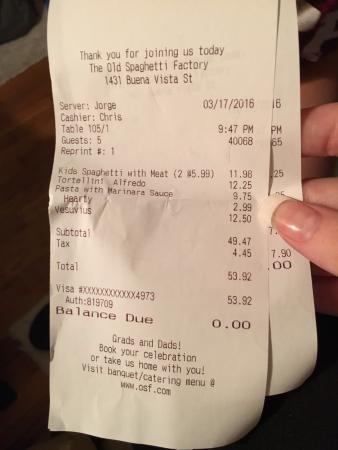 Thank you for joining us today
The Old Spaghetti Factory
1431 Buena Vista St
Server: Jorge 03/17/2016
Cashier: Chris
Table 105/1 9:47 PM
Guests: 5 40068
Reprint #: 1
Kids Spaghetti with Meat (2 @5.99) 11.98
Tortellini Alfredo 12.25
Pasta with Marinara Sauce 9.75
Hearty 2.99
Vesuvius 12.50
Subtotal 49.47
Tax 4.45
Total 53.92
Visa #XXXXXXXXXXXX4973 53.92
Auth:819709
Balance Due 0.00
Grads and Dads!
Book your celebration
or take us home with you!
Visit banquet/catering menu @
www.osf.com
16
PM
65
.25
7.90
.00